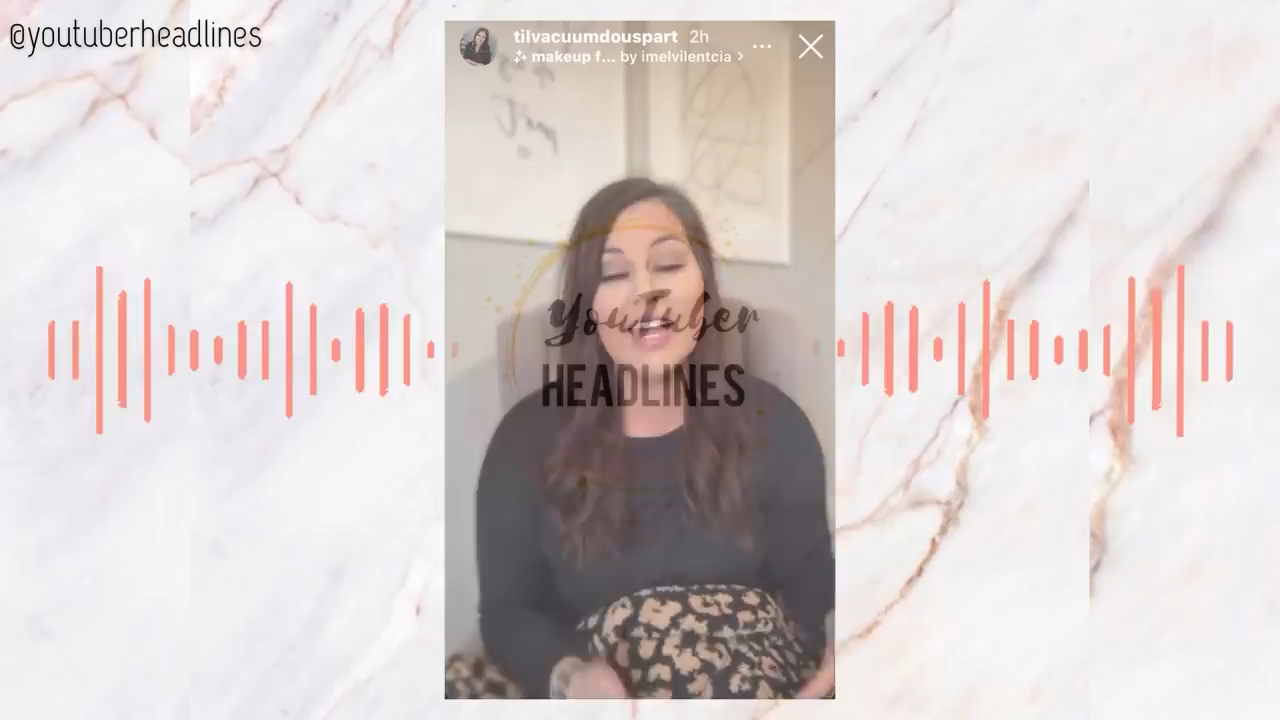 @youtuberheadlines
tilvacuumdouspart 2h
makeup f... by imelvilentcia >
YouTuber
HEADLINES